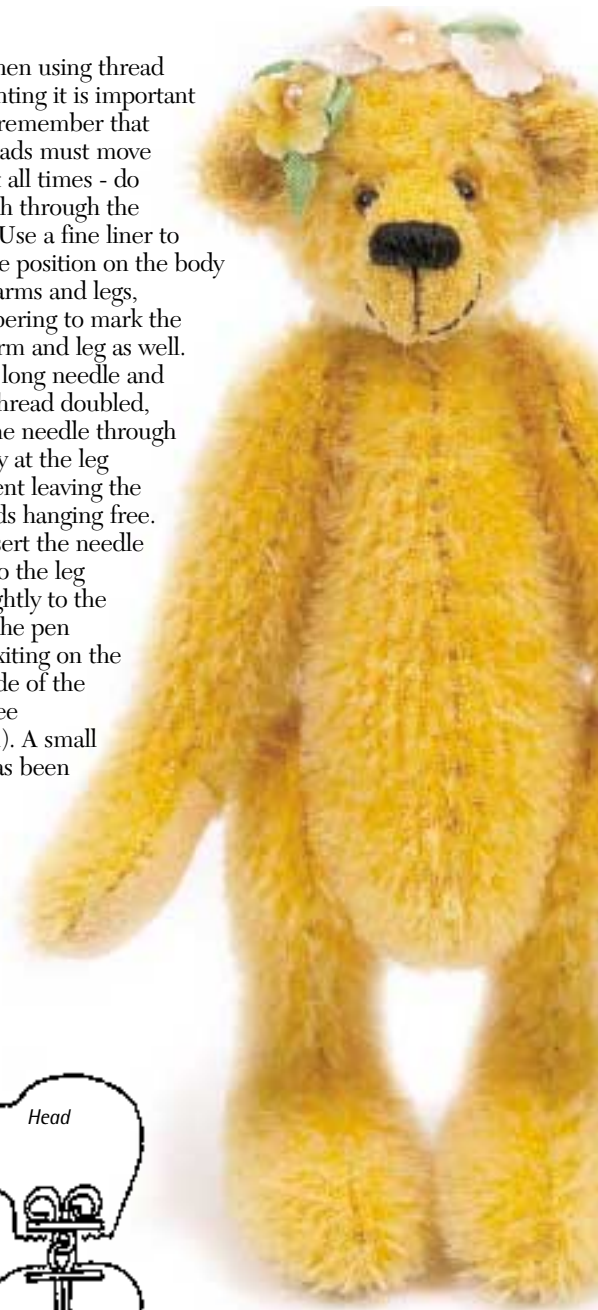 hen using thread
nting it is important
remember that
ads must move
t all times - do
h through the
Use a fine liner to
e position on the body
arms and legs,
bering to mark the
rm and leg as well.
long needle and
hread doubled,
he needle through
y at the leg
ent leaving the
ds hanging free.
sert the needle
o the leg
ghtly to the
he pen
xiting on the
de of the
ee
). A small
as been
Head